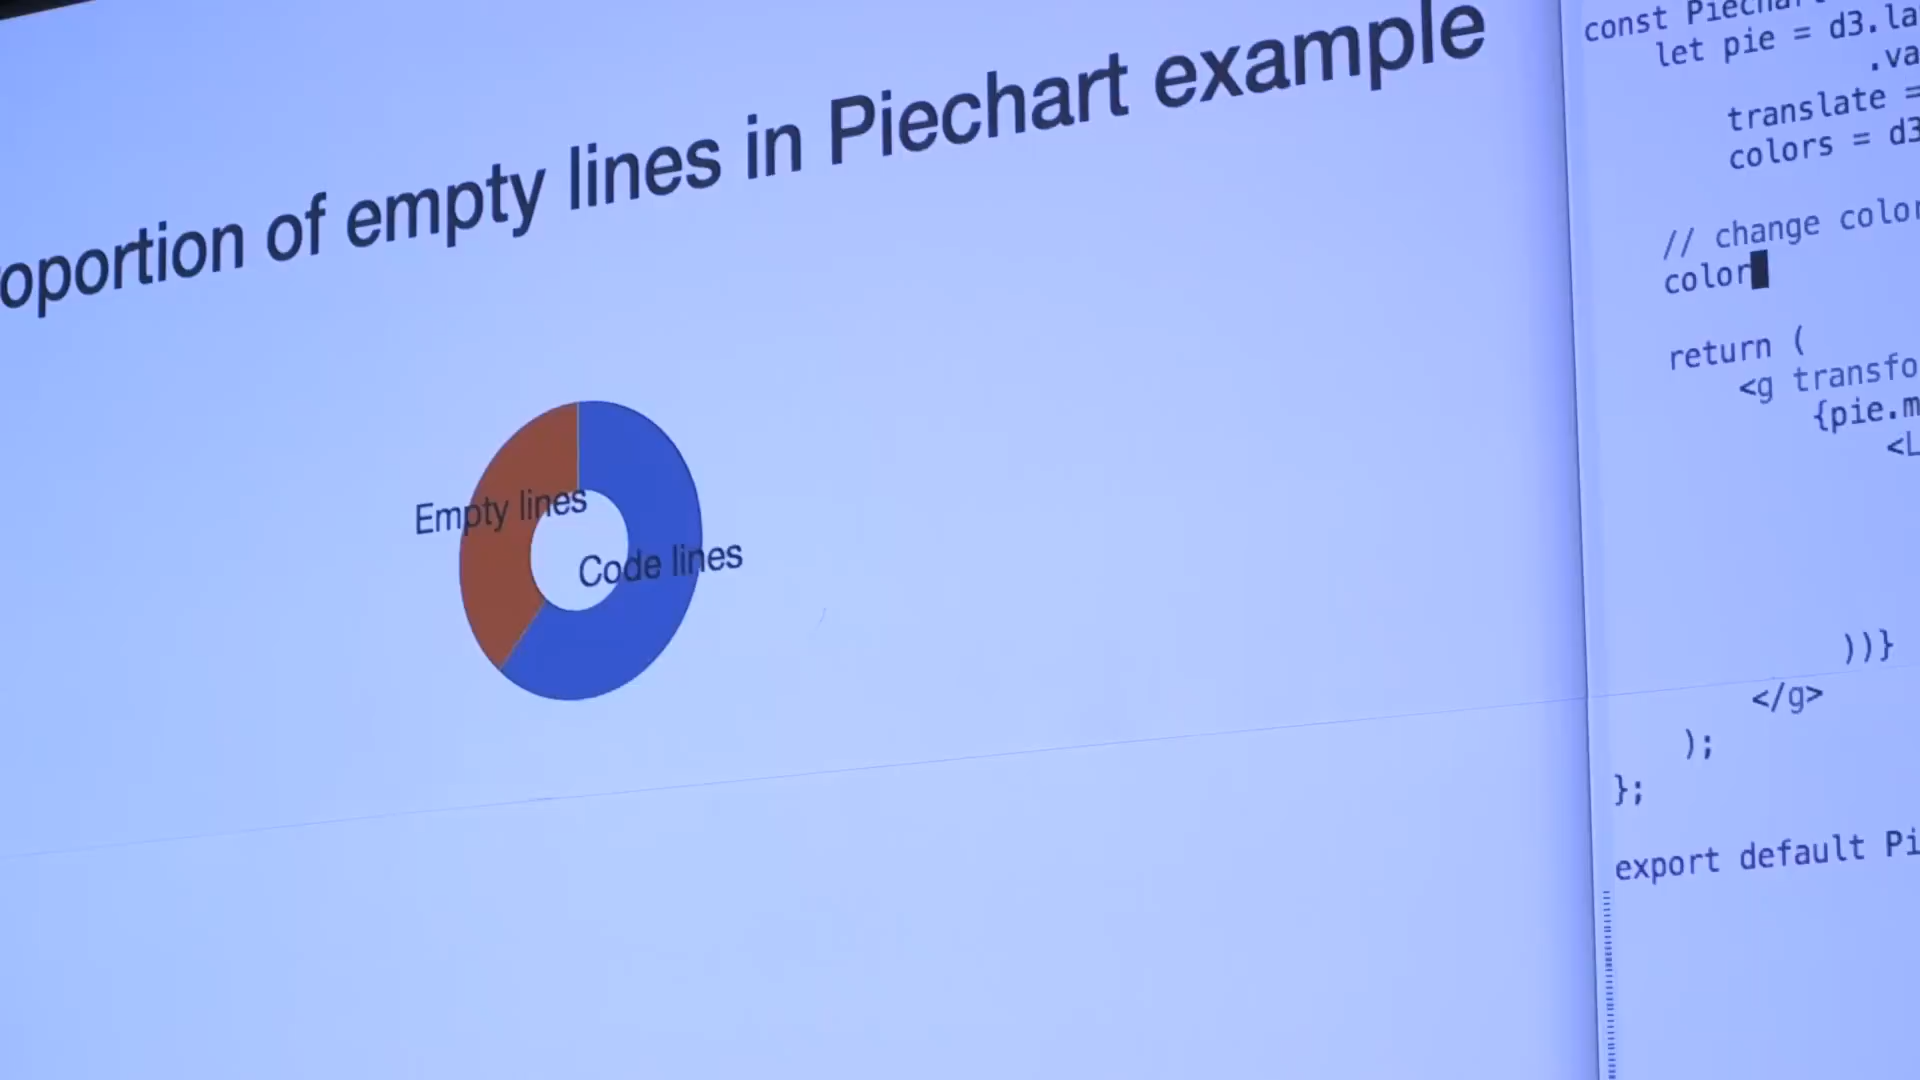 oportion of empty lines in Piechart example
Empty lines
Code lines
const Piecha
let pie = d3.la
.va
translate =
colors = d3
// change color
color
return (
<g transfo
{pie.m
<L
))}
</g>
);
};
export default Pi